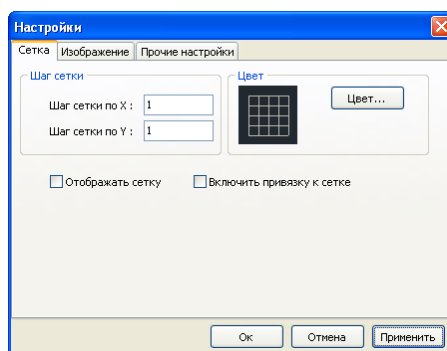 Настройки
Сетка Изображение Прочие настройки
Шаг сетки
Шаг сетки по X : 1
Шаг сетки по Y : 1
Цвет
Цвет...
Отображать сетку Включить привязку к сетке
Ок Отмена Применить